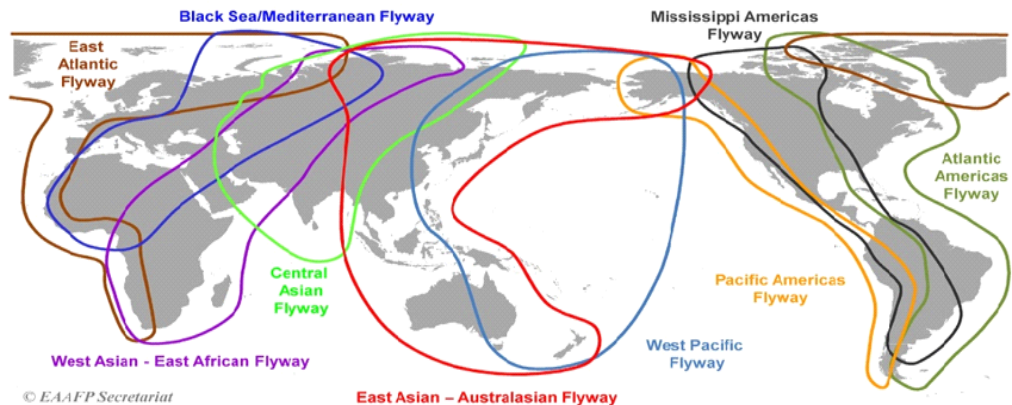 Black Sea/Mediterranean Flyway
Mississippi Americas
Flyway
East
Atlantic
Flyway
Atlantic
Americas
Flyway
Central
Asian
Flyway
Pacific Americas
Flyway
West Asian - East African Flyway
West Pacific
Flyway
© EAAFP Secretariat
East Asian – Australasian Flyway